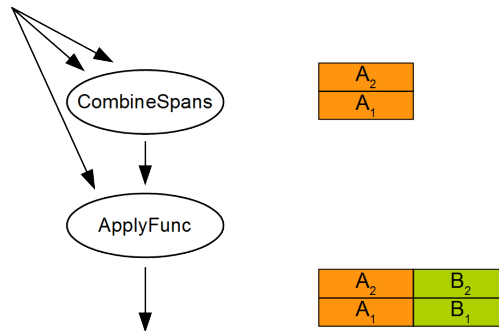 A₂
CombineSpans
A₁
ApplyFunc
A₂ B₂
A₁ B₁